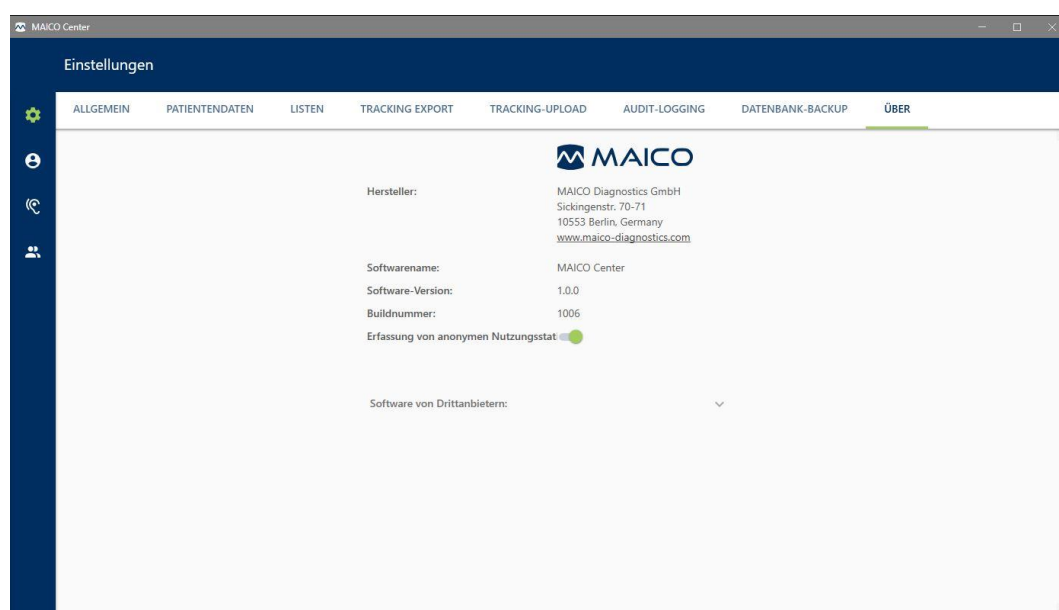 MAICO Center
Einstellungen
ALLGEMEIN PATIENTENDATEN LISTEN TRACKING EXPORT TRACKING-UPLOAD AUDIT-LOGGING DATENBANK-BACKUP ÜBER
MAICO
Hersteller: MAICO Diagnostics GmbH
Sickingenstr. 70-71
10553 Berlin, Germany
www.maico-diagnostics.com
Softwarename: MAICO Center
Software-Version: 1.0.0
Buildnummer: 1006
Erfassung von anonymen Nutzungsstati
Software von Drittanbietern: